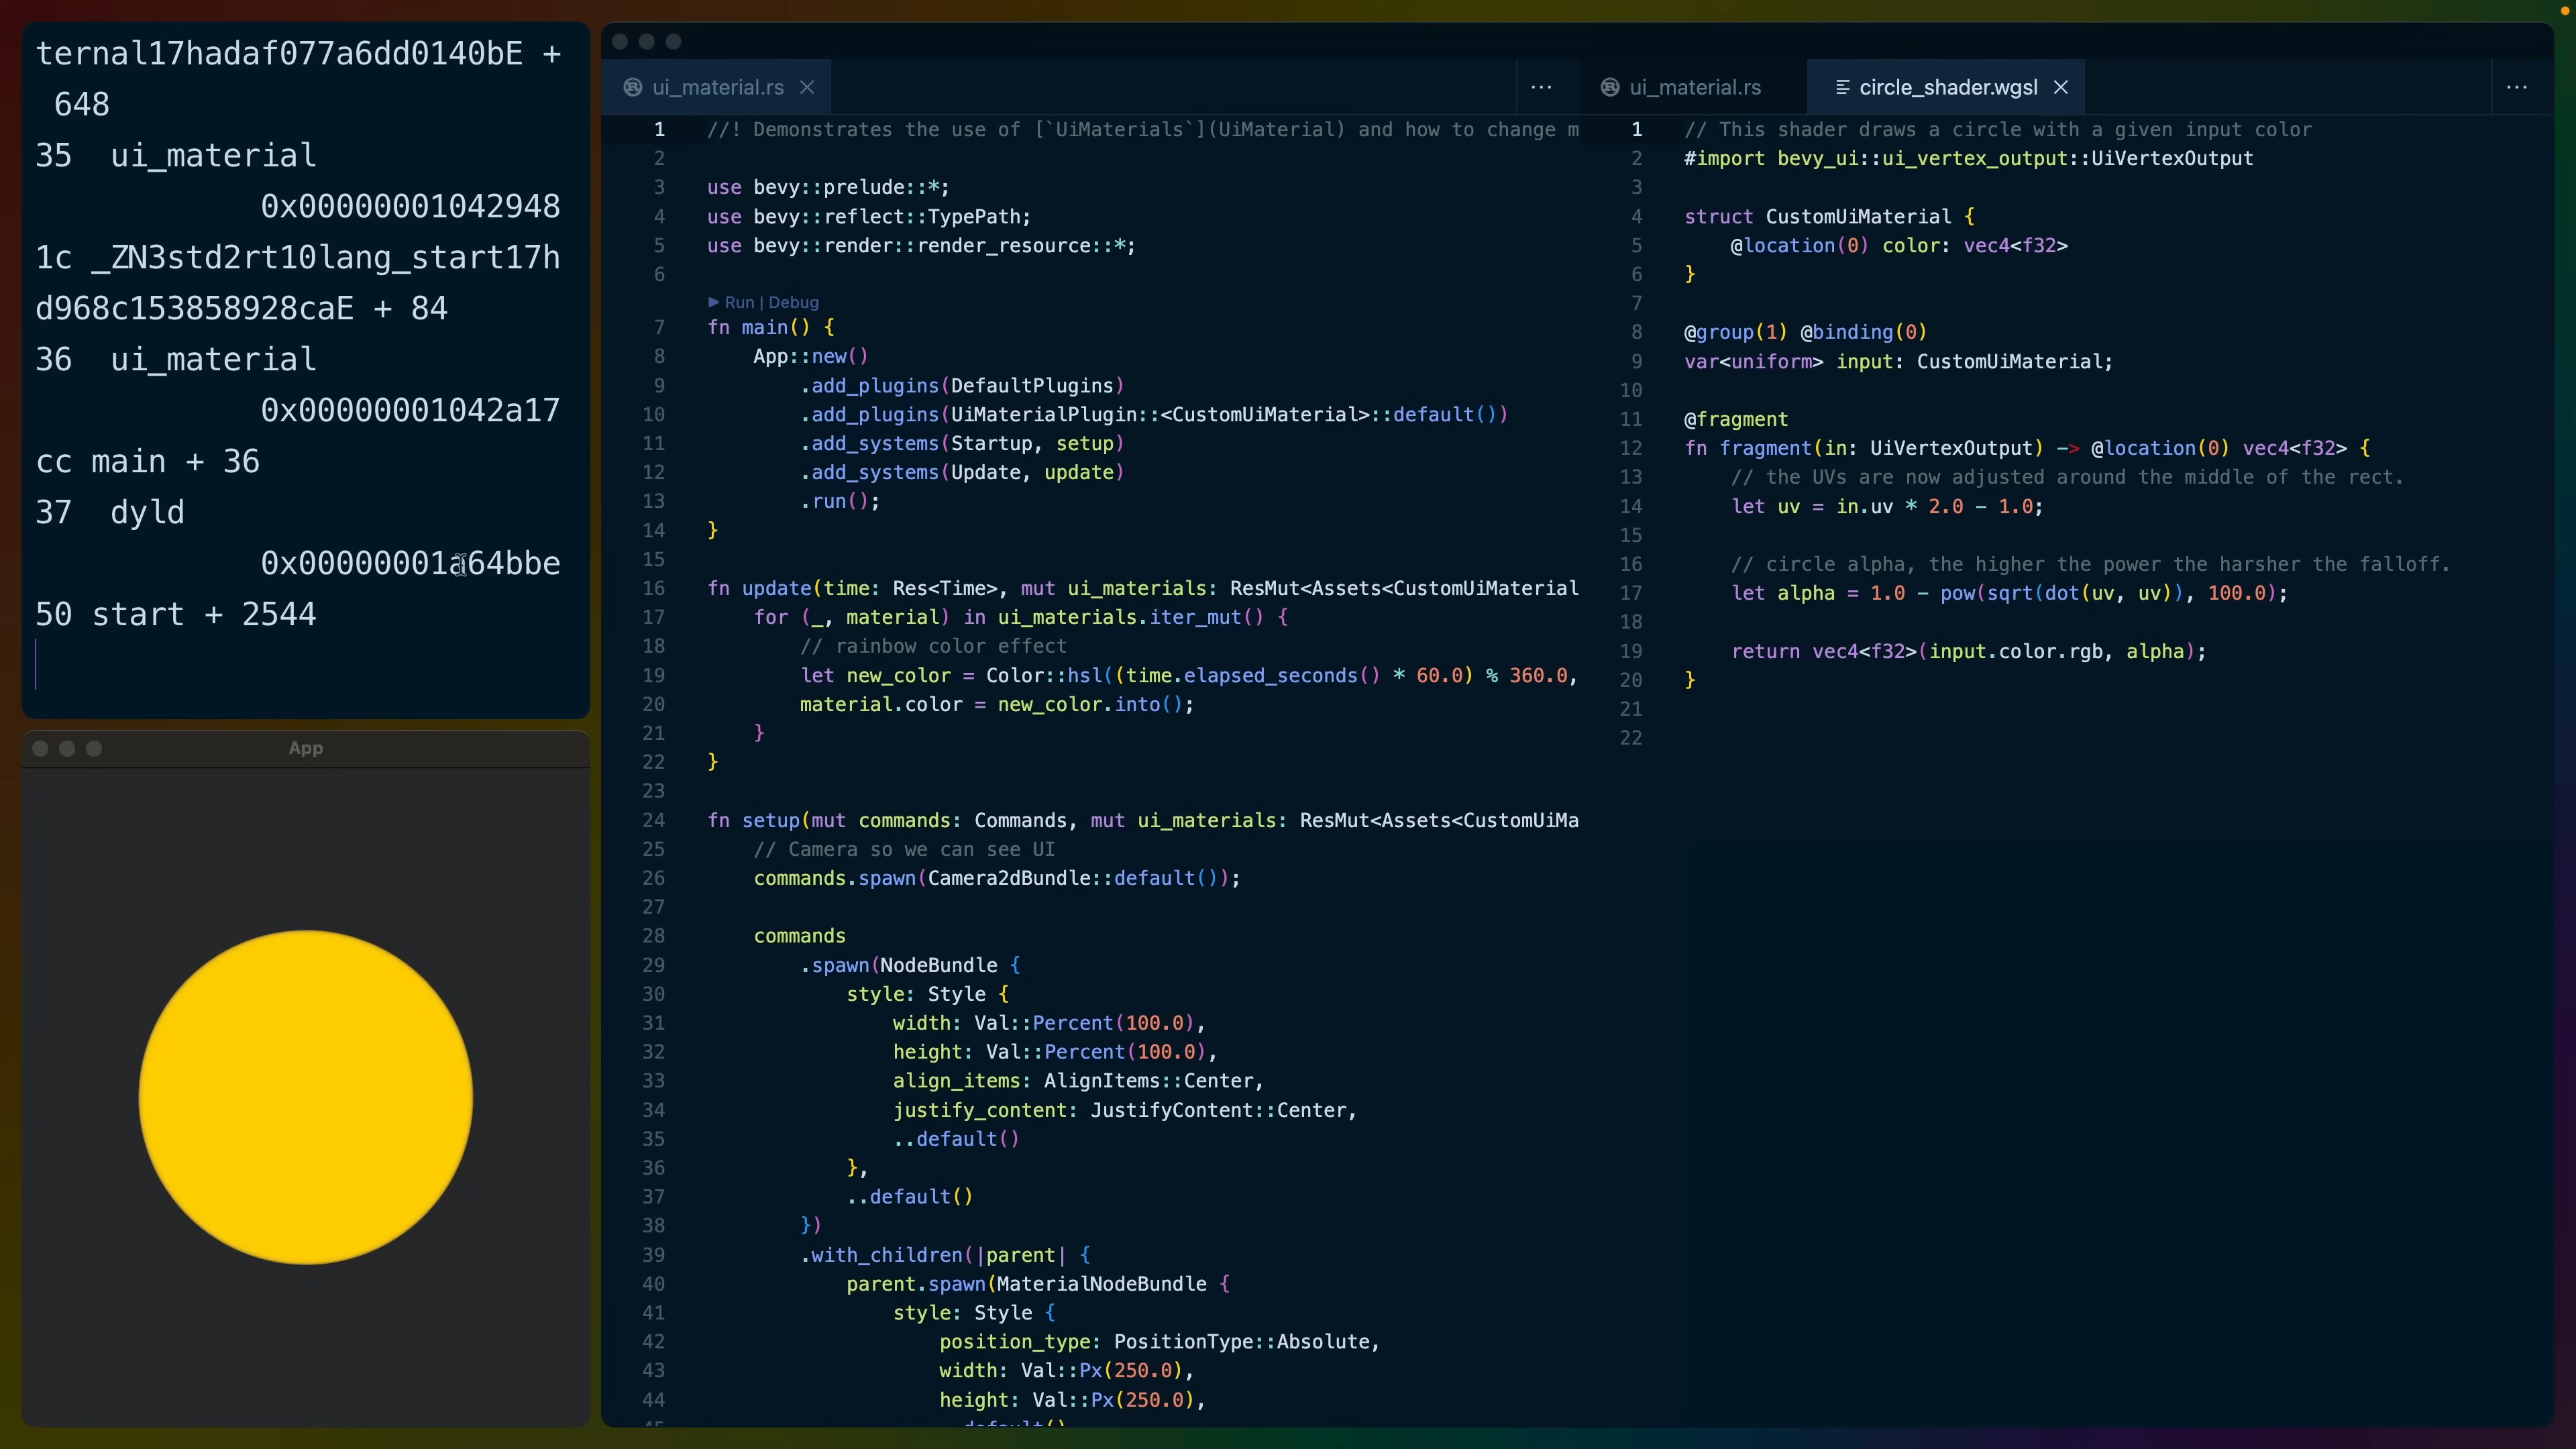 ternal17hadaf077a6dd0140bE +
648
35 ui_material
0x00000001042948
1c _ZN3std2rt10lang_start17h
d968c153858928caE + 84
36 ui_material
0x00000001042a17
cc main + 36
37 dyld
0x00000001a64bbe
50 start + 2544
App
ui_material.rs
1 //! Demonstrates the use of [`UiMaterials`](UiMaterial) and how to change m
2
3 use bevy::prelude::*;
4 use bevy::reflect::TypePath;
5 use bevy::render::render_resource::*;
6
Run | Debug
7 fn main() {
8 App::new()
9 .add_plugins(DefaultPlugins)
10 .add_plugins(UiMaterialPlugin::<CustomUiMaterial>::default())
11 .add_systems(Startup, setup)
12 .add_systems(Update, update)
13 .run();
14 }
15
16 fn update(time: Res<Time>, mut ui_materials: ResMut<Assets<CustomUiMaterial
17 for (_, material) in ui_materials.iter_mut() {
18 // rainbow color effect
19 let new_color = Color::hsl((time.elapsed_seconds() * 60.0) % 360.0,
20 material.color = new_color.into();
21 }
22 }
23
24 fn setup(mut commands: Commands, mut ui_materials: ResMut<Assets<CustomUiMa
25 // Camera so we can see UI
26 commands.spawn(Camera2dBundle::default());
27
28 commands
29 .spawn(NodeBundle {
30 style: Style {
31 width: Val::Percent(100.0),
32 height: Val::Percent(100.0),
33 align_items: AlignItems::Center,
34 justify_content: JustifyContent::Center,
35 ..default()
36 },
37 ..default()
38 })
39 .with_children(|parent| {
40 parent.spawn(MaterialNodeBundle {
41 style: Style {
42 position_type: PositionType::Absolute,
43 width: Val::Px(250.0),
44 height: Val::Px(250.0),
ui_material.rs
circle_shader.wgsl
1 // This shader draws a circle with a given input color
2 #import bevy_ui::ui_vertex_output::UiVertexOutput
3
4 struct CustomUiMaterial {
5 @location(0) color: vec4<f32>
6 }
7
8 @group(1) @binding(0)
9 var<uniform> input: CustomUiMaterial;
10
11 @fragment
12 fn fragment(in: UiVertexOutput) -> @location(0) vec4<f32> {
13 // the UVs are now adjusted around the middle of the rect.
14 let uv = in.uv * 2.0 - 1.0;
15
16 // circle alpha, the higher the power the harsher the falloff.
17 let alpha = 1.0 - pow(sqrt(dot(uv, uv)), 100.0);
18
19 return vec4<f32>(input.color.rgb, alpha);
20 }
21
22